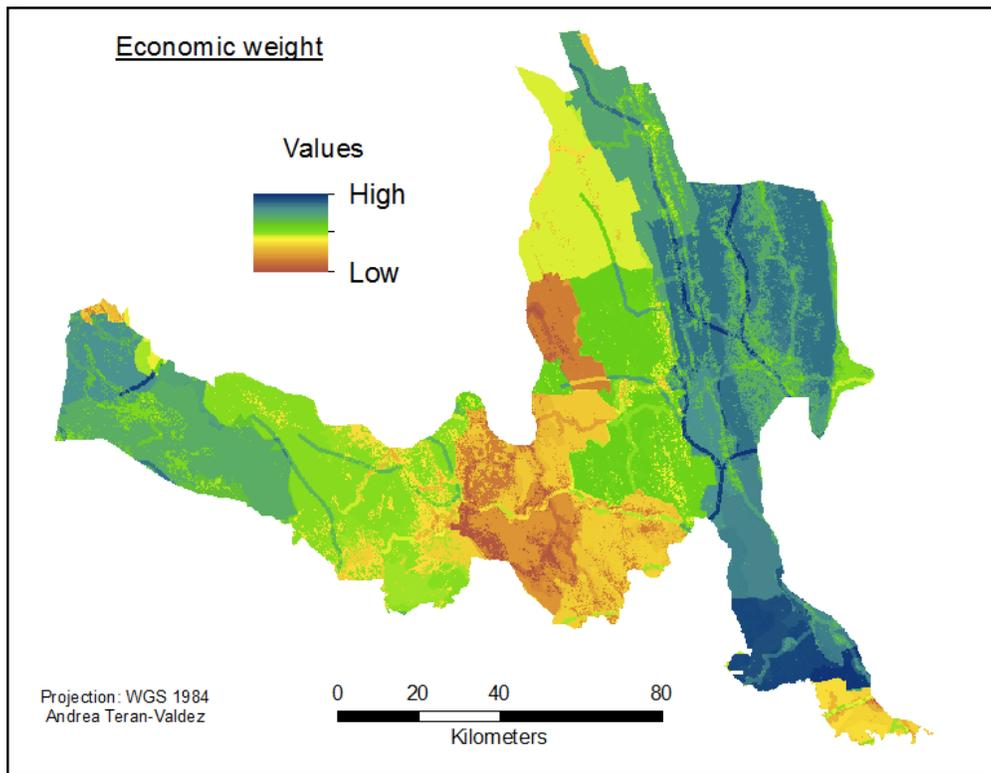 Economic weight
Values
High
Low
Projection: WGS 1984
Andrea Teran-Valdez
0 20 40 80
Kilometers